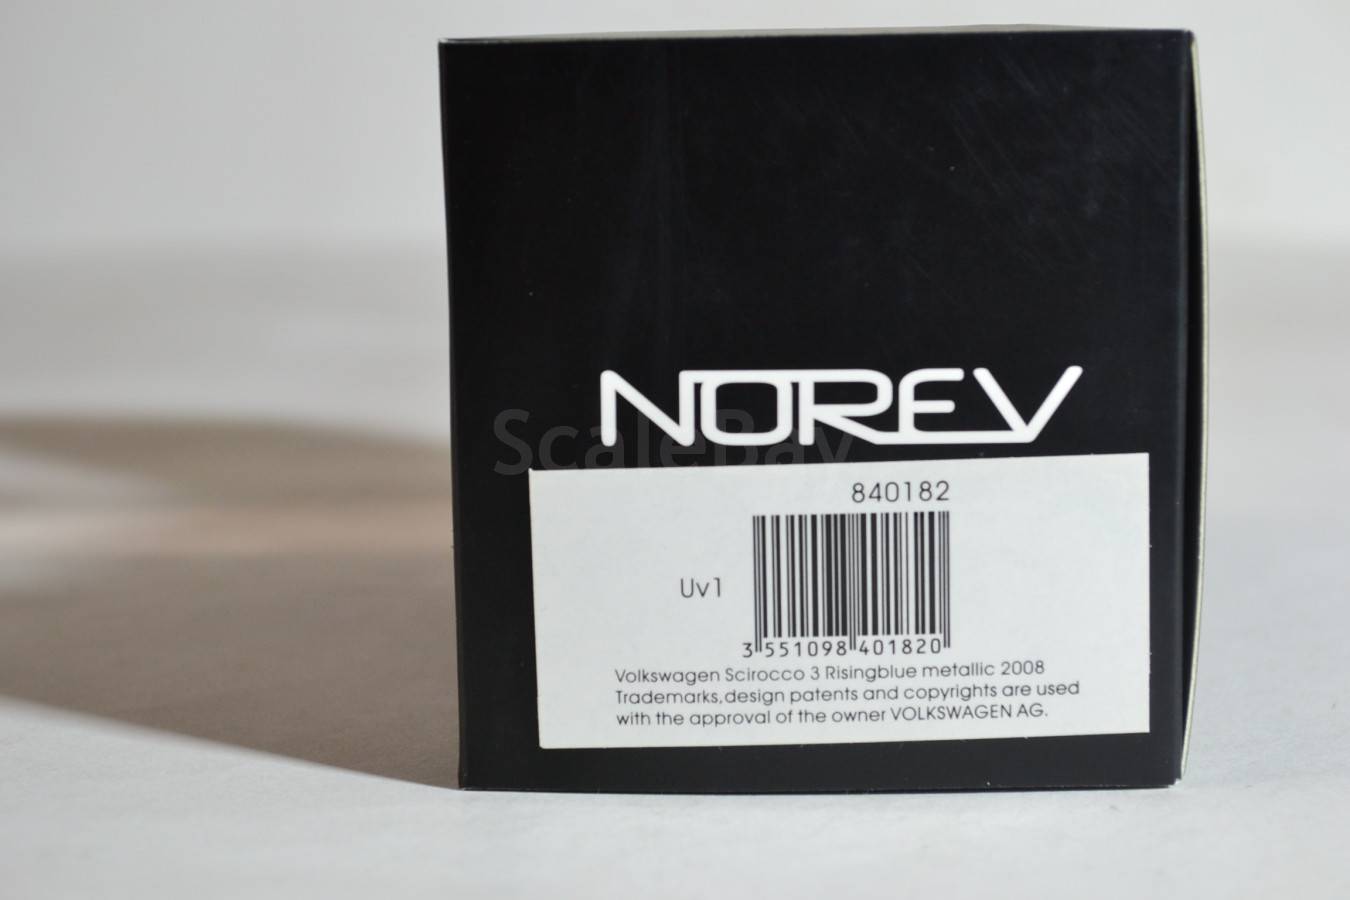 NOREV
ScaleBay
840182
Uv1
3 551098 401820
Volkswagen Scirocco 3 Risingblue metallic 2008
Trademarks,design patents and copyrights are used
with the approval of the owner VOLKSWAGEN AG.